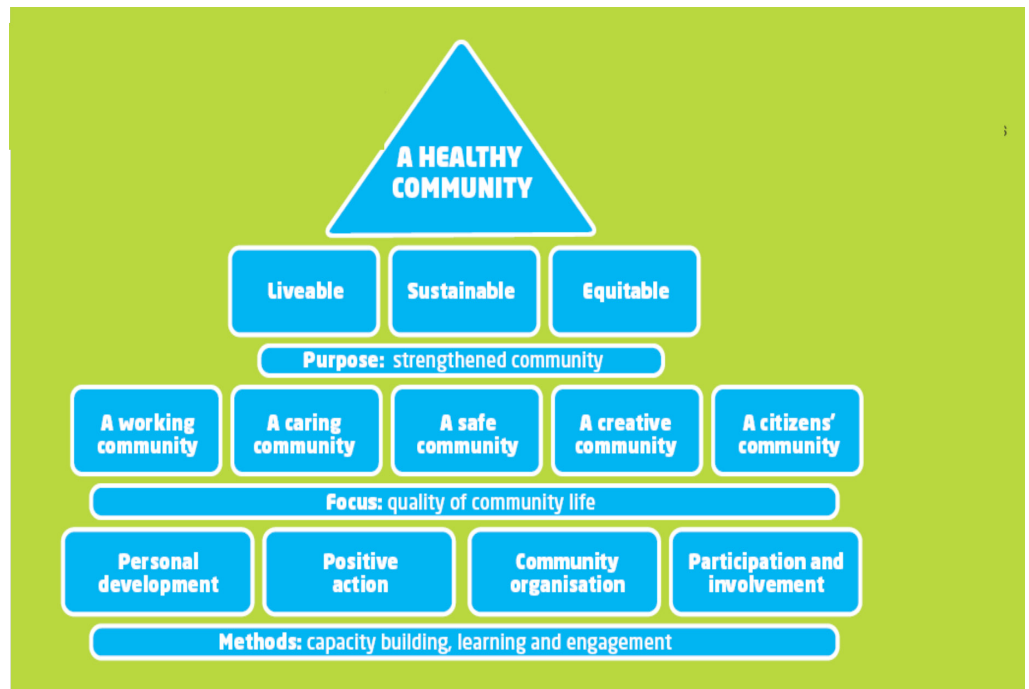 A HEALTHY
COMMUNITY
Liveable
Sustainable
Equitable
Purpose: strengthened community
A working
community
A caring
community
A safe
community
A creative
community
A citizens’
community
Focus: quality of community life
Personal
development
Positive
action
Community
organisation
Participation and
involvement
Methods: capacity building, learning and engagement